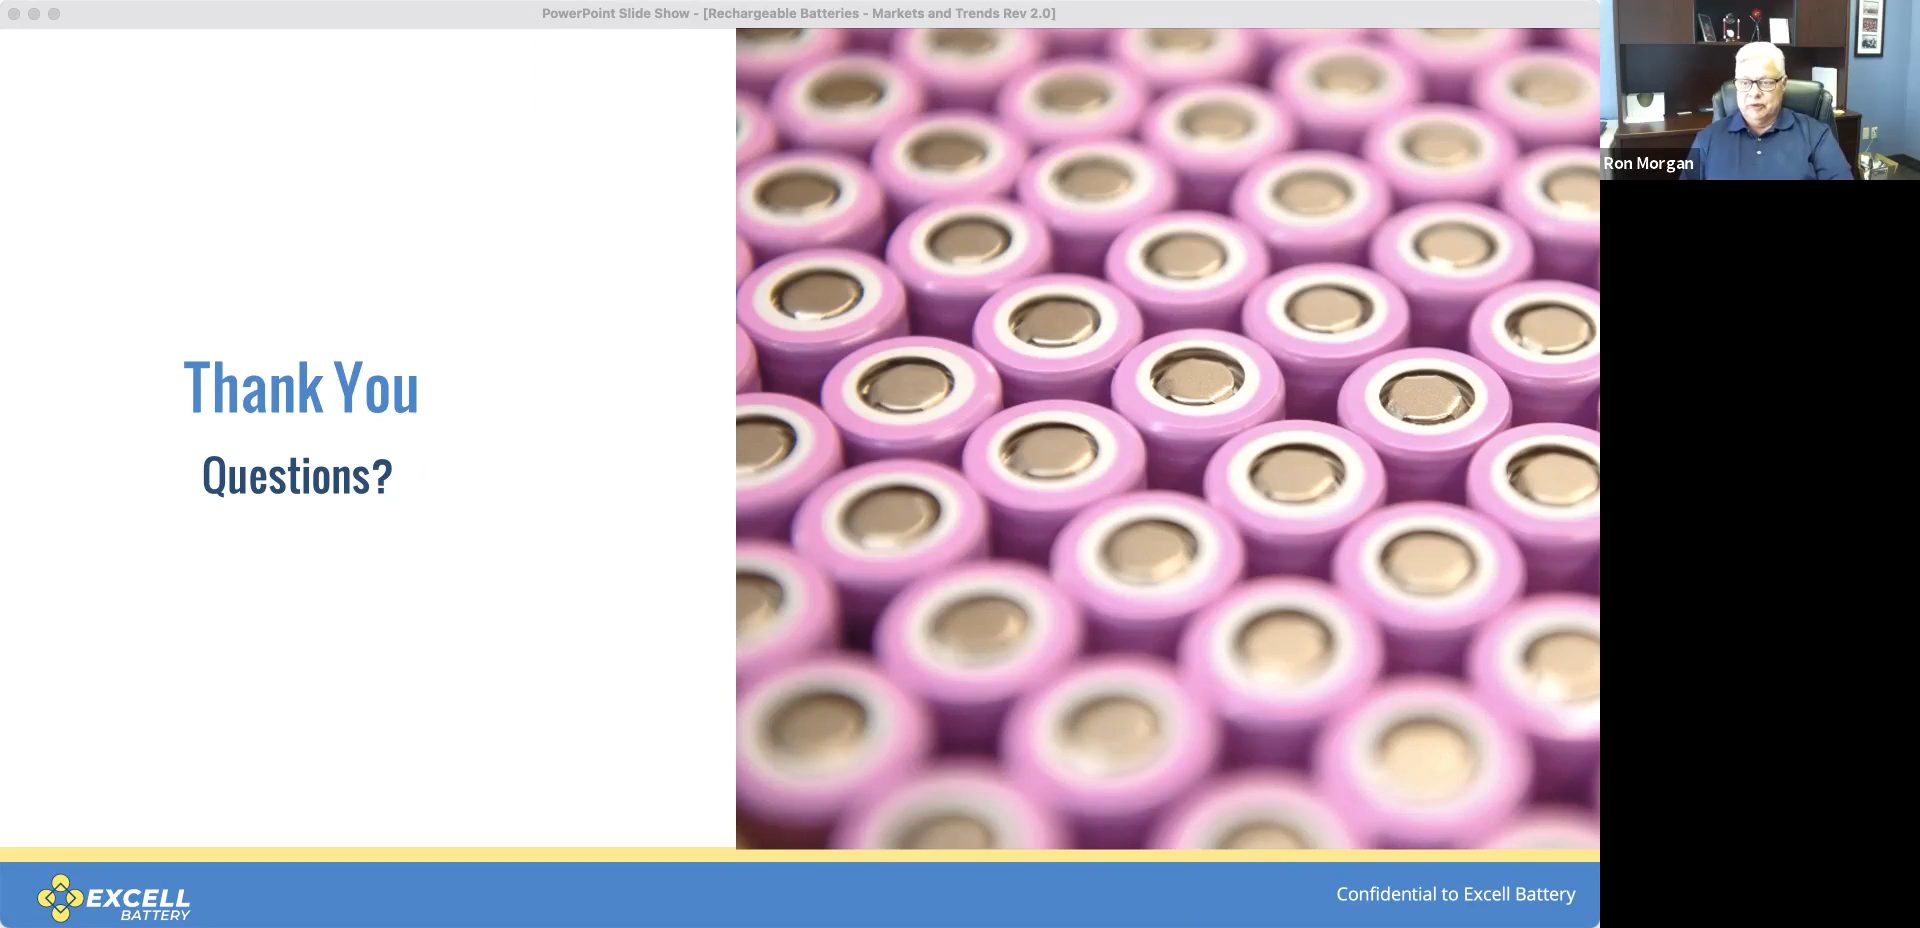 PowerPoint Slide Show - [Rechargeable Batteries - Markets and Trends Rev 2.0]
Ron Morgan
Thank You
Questions?
EXCELL
BATTERY
Confidential to Excell Battery